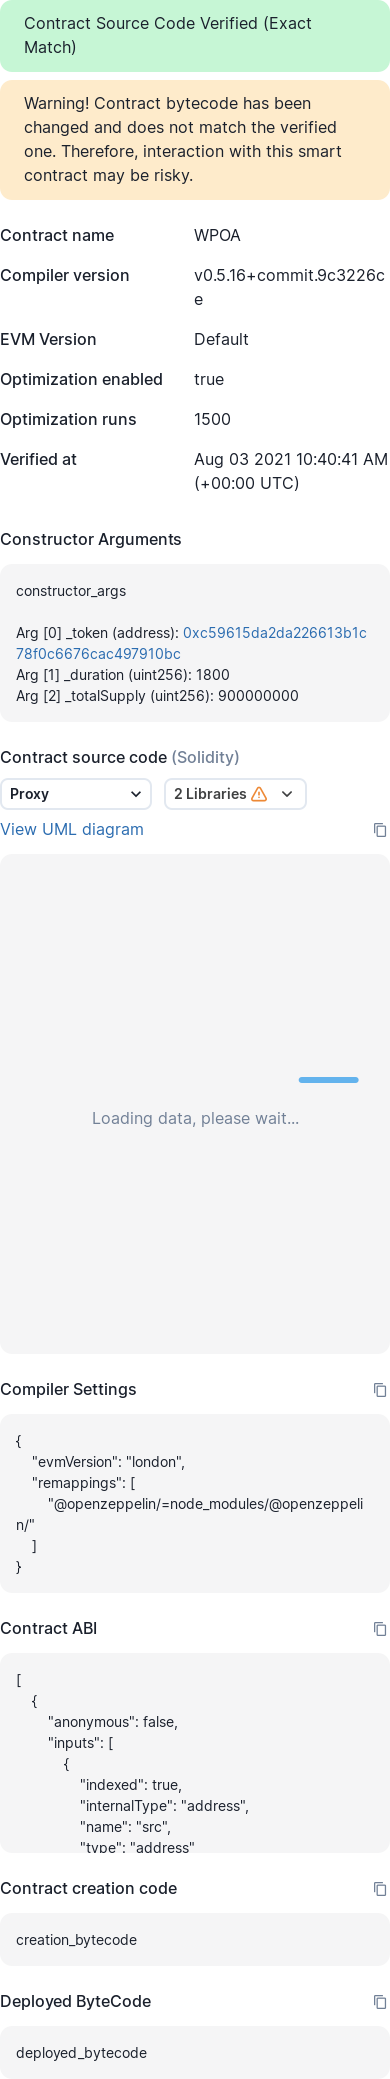 Contract Source Code Verified (Exact
Match)
Warning! Contract bytecode has been
changed and does not match the verified
one. Therefore, interaction with this smart
contract may be risky.
Contract name WPOA
Compiler version v0.5.16+commit.9c3226c
e
EVM Version Default
Optimization enabled true
Optimization runs 1500
Verified at Aug 03 2021 10:40:41 AM
(+00:00 UTC)
Constructor Arguments
constructor_args
Arg [0] _token (address): 0xc59615da2da226613b1c
78f0c6676cac497910bc
Arg [1] _duration (uint256): 1800
Arg [2] _totalSupply (uint256): 900000000
Contract source code (Solidity)
Proxy 2 Libraries
View UML diagram
Loading data, please wait...
Compiler Settings
{
"evmVersion": "london",
"remappings": [
"@openzeppelin/=node_modules/@openzeppeli
n/"
]
}
Contract ABI
[
{
"anonymous": false,
"inputs": [
{
"indexed": true,
"internalType": "address",
"name": "src",
"type": "address"
Contract creation code
creation_bytecode
Deployed ByteCode
deployed_bytecode